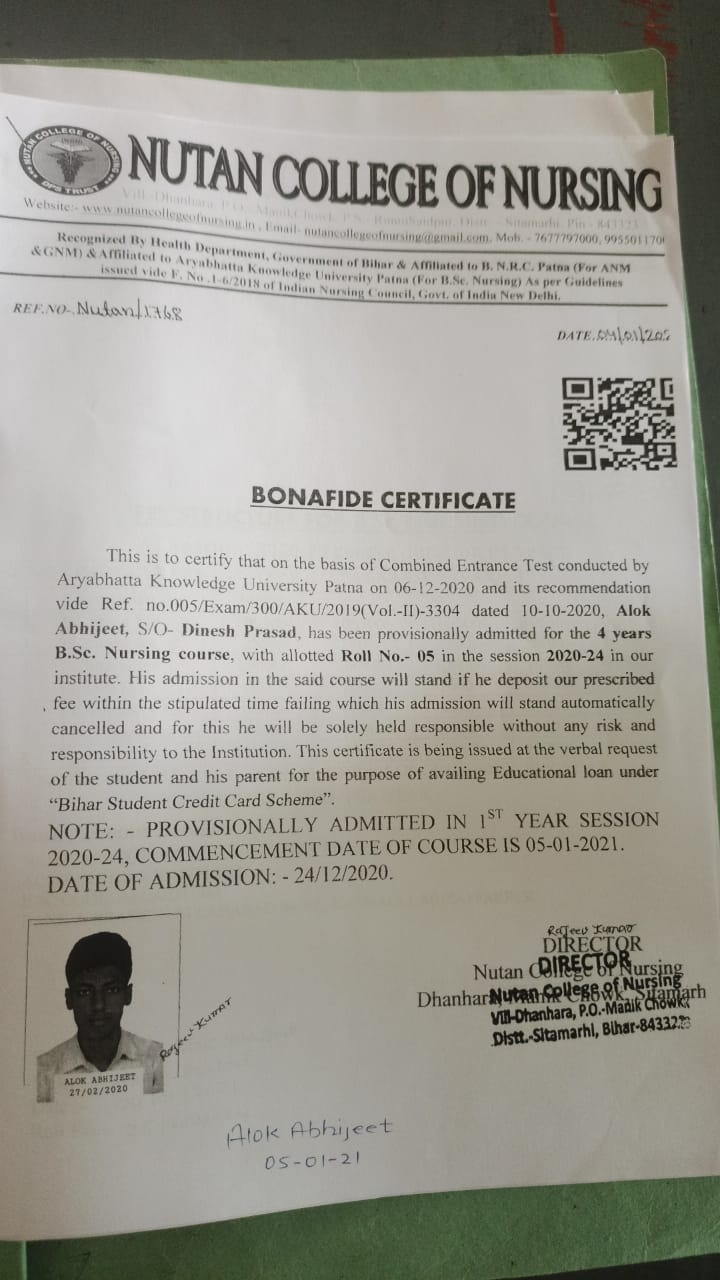 NUTAN COLLEGE OF NURSING
DPS TRUST
NUTAN COLLEGE OF NURSING
Vill- Dhanhara, P.O.- Manik Chowk, P.S.- Runnisaidpur, Distt.- Sitamarhi, Pin - 843323
Website:- www.nutancollegeofnursing.in , Email- nutancollegeofnursing@gmail.com, Mob. - 7677797000, 995501170
Recognized By Health Department, Government of Bihar & Affiliated to B. N.R.C. Patna (For ANM
&GNM) & Affiliated to Aryabhatta Knowledge University Patna (For B.Sc. Nursing) As per Guidelines
issued vide F. No .1-6/2018 of Indian Nursing Council, Govt. of India New Delhi.
REF.NO-. Nutan/1768
DATE.04/01/202
BONAFIDE CERTIFICATE
This is to certify that on the basis of Combined Entrance Test conducted by
Aryabhatta Knowledge University Patna on 06-12-2020 and its recommendation
vide Ref. no.005/Exam/300/AKU/2019(Vol.-II)-3304 dated 10-10-2020, Alok
Abhijeet, S/O- Dinesh Prasad, has been provisionally admitted for the 4 years
B.Sc. Nursing course, with allotted Roll No.- 05 in the session 2020-24 in our
institute. His admission in the said course will stand if he deposit our prescribed
fee within the stipulated time failing which his admission will stand automatically
cancelled and for this he will be solely held responsible without any risk and
responsibility to the Institution. This certificate is being issued at the verbal request
of the student and his parent for the purpose of availing Educational loan under
“Bihar Student Credit Card Scheme”.
NOTE: - PROVISIONALLY ADMITTED IN 1ST YEAR SESSION
2020-24, COMMENCEMENT DATE OF COURSE IS 05-01-2021.
DATE OF ADMISSION: - 24/12/2020.
Rajeev Kumar
DIRECTOR
Nutan College of Nursing
Dhanhara, Manik Chowk, Sitamarh
DIRECTOR
Nutan College of Nursing
Vill-Dhanhara, P.O.-Manik Chowk
Distt.-Sitamarhi, Bihar-843323
Rajeev Kumar
ALOK ABHIJEET
27/02/2020
Alok Abhijeet
05-01-21